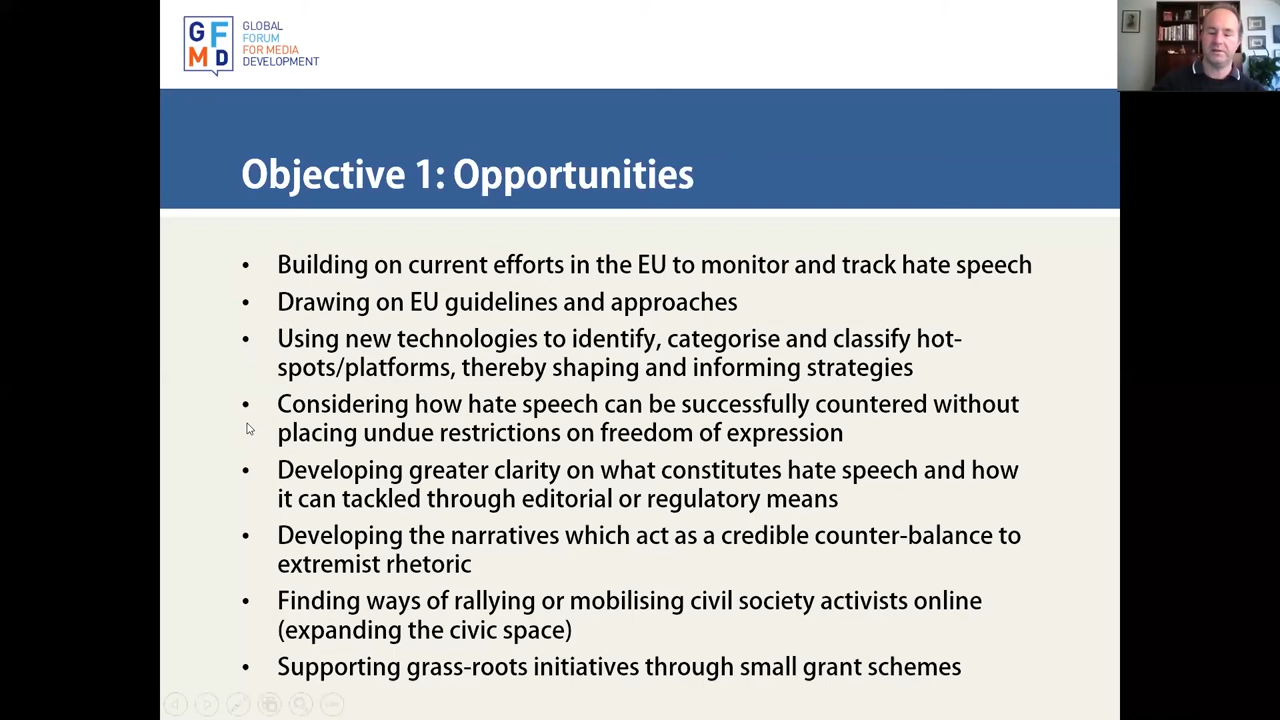 GLOBAL
FORUM
FOR MEDIA
DEVELOPMENT
G F
M D
Objective 1: Opportunities
• Building on current efforts in the EU to monitor and track hate speech
• Drawing on EU guidelines and approaches
• Using new technologies to identify, categorise and classify hot-
spots/platforms, thereby shaping and informing strategies
• Considering how hate speech can be successfully countered without
placing undue restrictions on freedom of expression
• Developing greater clarity on what constitutes hate speech and how
it can tackled through editorial or regulatory means
• Developing the narratives which act as a credible counter-balance to
extremist rhetoric
• Finding ways of rallying or mobilising civil society activists online
(expanding the civic space)
• Supporting grass-roots initiatives through small grant schemes